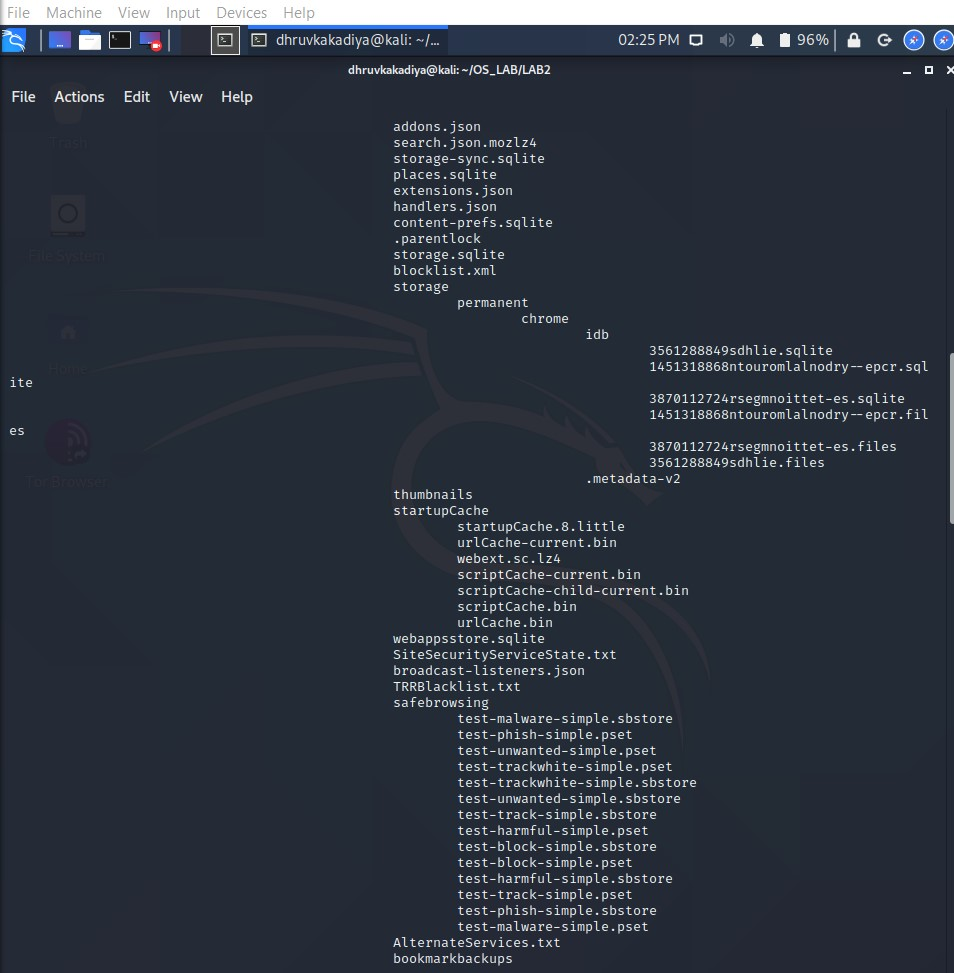 File Machine View Input Devices Help
dhruvkakadiya@kali: ~/... 02:25 PM 96%
dhruvkakadiya@kali: ~/OS_LAB/LAB2
File Actions Edit View Help
addons.json
Trash
search.json.mozlz4
storage-sync.sqlite
places.sqlite
extensions.json
handlers.json
content-prefs.sqlite
.parentlock
storage.sqlite
File System
blocklist.xml
storage
permanent
chrome
idb
3561288849sdhlie.sqlite
1451318868ntouromlalnodry--epcr.sql
Home
ite
3870112724rsegmnoittet-es.sqlite
1451318868ntouromlalnodry--epcr.fil
es
3870112724rsegmnoittet-es.files
3561288849sdhlie.files
.metadata-v2
Tor Browser
thumbnails
startupCache
startupCache.8.little
urlCache-current.bin
webext.sc.lz4
scriptCache-current.bin
scriptCache-child-current.bin
scriptCache.bin
urlCache.bin
webappsstore.sqlite
SiteSecurityServiceState.txt
broadcast-listeners.json
TRRBlacklist.txt
safebrowsing
test-malware-simple.sbstore
test-phish-simple.pset
test-unwanted-simple.pset
test-trackwhite-simple.pset
test-trackwhite-simple.sbstore
test-unwanted-simple.sbstore
test-track-simple.sbstore
test-harmful-simple.pset
test-block-simple.sbstore
test-block-simple.pset
test-harmful-simple.sbstore
test-track-simple.pset
test-phish-simple.sbstore
test-malware-simple.pset
AlternateServices.txt
bookmarkbackups